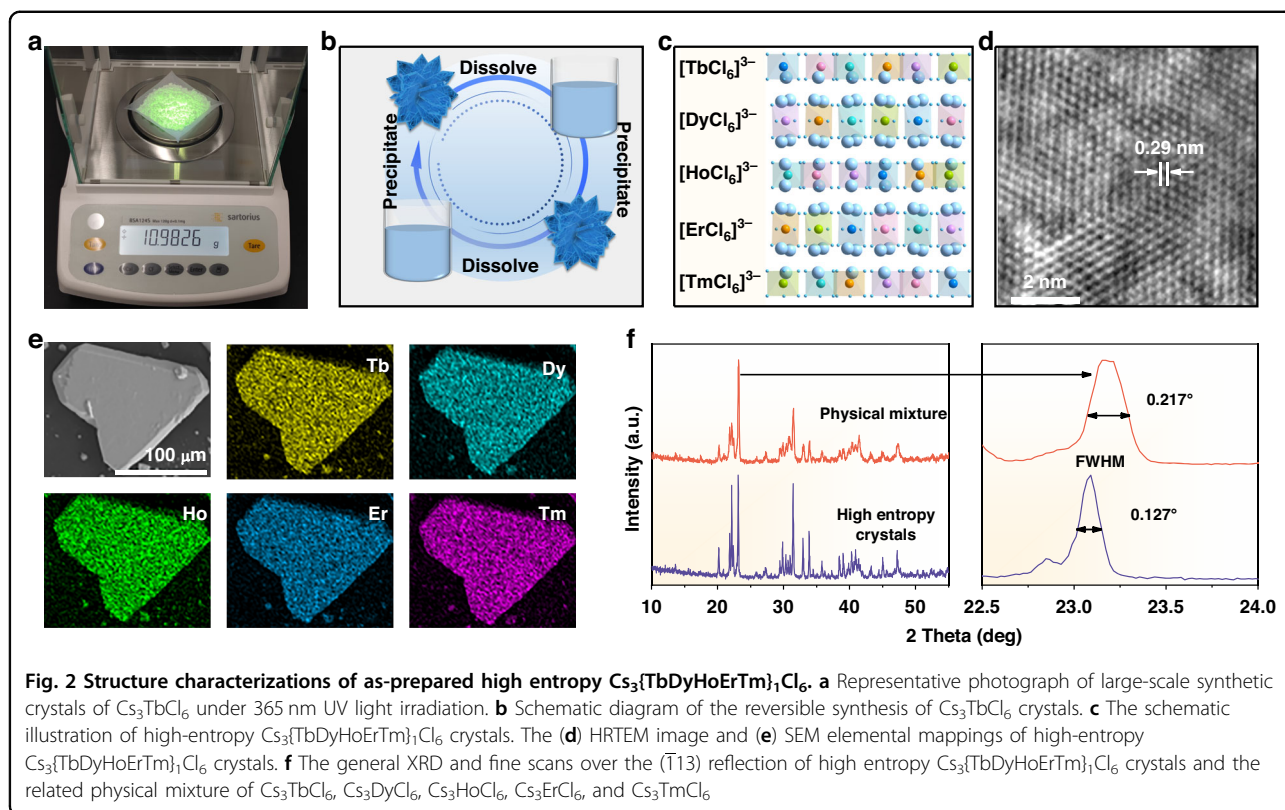 a
BSA124S
sartorius
10.9826 g
Tare
b
Dissolve
Precipitate
Precipitate
Dissolve
c
[TbCl₆]³⁻
[DyCl₆]³⁻
[HoCl₆]³⁻
[ErCl₆]³⁻
[TmCl₆]³⁻
d
0.29 nm
2 nm
e
100 μm
Tb
Dy
Ho
Er
Tm
f
Intensity (a.u.)
Physical mixture
High entropy
crystals
0.217°
FWHM
0.127°
10 20 30 40 50 22.5 23.0 23.5 24.0
2 Theta (deg)
Fig. 2 Structure characterizations of as-prepared high entropy Cs₃{TbDyHoErTm}₁Cl₆. a Representative photograph of large-scale synthetic
crystals of Cs₃TbCl₆ under 365 nm UV light irradiation. b Schematic diagram of the reversible synthesis of Cs₃TbCl₆ crystals. c The schematic
illustration of high-entropy Cs₃{TbDyHoErTm}₁Cl₆ crystals. The (d) HRTEM image and (e) SEM elemental mappings of high-entropy
Cs₃{TbDyHoErTm}₁Cl₆ crystals. f The general XRD and fine scans over the (1̅13) reflection of high entropy Cs₃{TbDyHoErTm}₁Cl₆ crystals and the
related physical mixture of Cs₃TbCl₆, Cs₃DyCl₆, Cs₃HoCl₆, Cs₃ErCl₆, and Cs₃TmCl₆